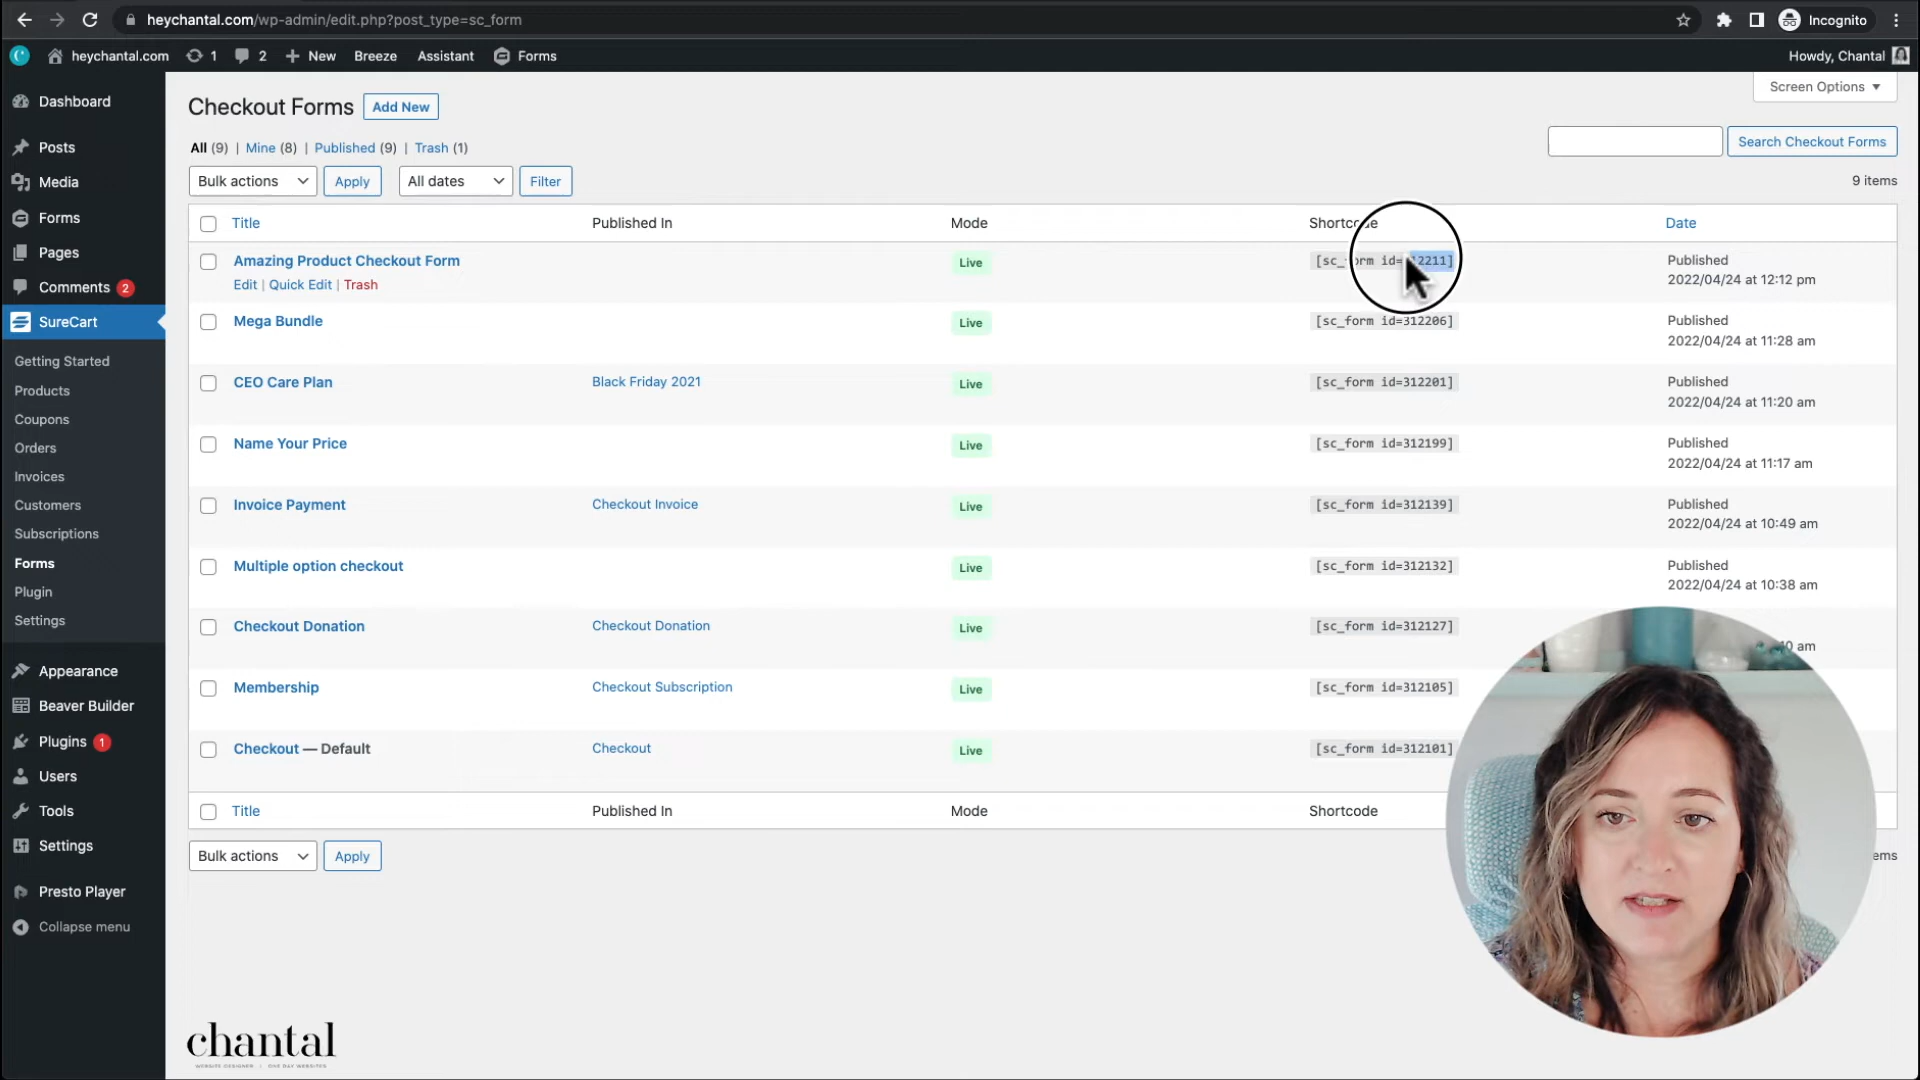 heychantal.com/wp-admin/edit.php?post_type=sc_form
Incognito
heychantal.com 1 2 New Breeze Assistant Forms
Howdy, Chantal
Dashboard
Posts
Media
Forms
Pages
Comments 2
SureCart
Getting Started
Products
Coupons
Orders
Invoices
Customers
Subscriptions
Forms
Plugin
Settings
Appearance
Beaver Builder
Plugins 1
Users
Tools
Settings
Presto Player
Collapse menu
Screen Options
Checkout Forms Add New
All (9) | Mine (8) | Published (9) | Trash (1)
Search Checkout Forms
Bulk actions Apply All dates Filter
9 items
Title Published In Mode Shortcode Date
Amazing Product Checkout Form Live Published
Edit | Quick Edit | Trash 2022/04/24 at 12:12 pm
Mega Bundle Live [sc_form id=312206] Published
2022/04/24 at 11:28 am
CEO Care Plan Black Friday 2021 Live [sc_form id=312201] Published
2022/04/24 at 11:20 am
Name Your Price Live [sc_form id=312199] Published
2022/04/24 at 11:17 am
Invoice Payment Checkout Invoice Live [sc_form id=312139] Published
2022/04/24 at 10:49 am
Multiple option checkout Live [sc_form id=312132] Published
2022/04/24 at 10:38 am
Checkout Donation Checkout Donation Live [sc_form id=312127]
am
Membership Checkout Subscription Live [sc_form id=312105]
Checkout — Default Checkout Live [sc_form id=312101]
Title Published In Mode Shortcode
Bulk actions Apply
chantal
WEBSITE DESIGNER | ONE DAY WEBSITES